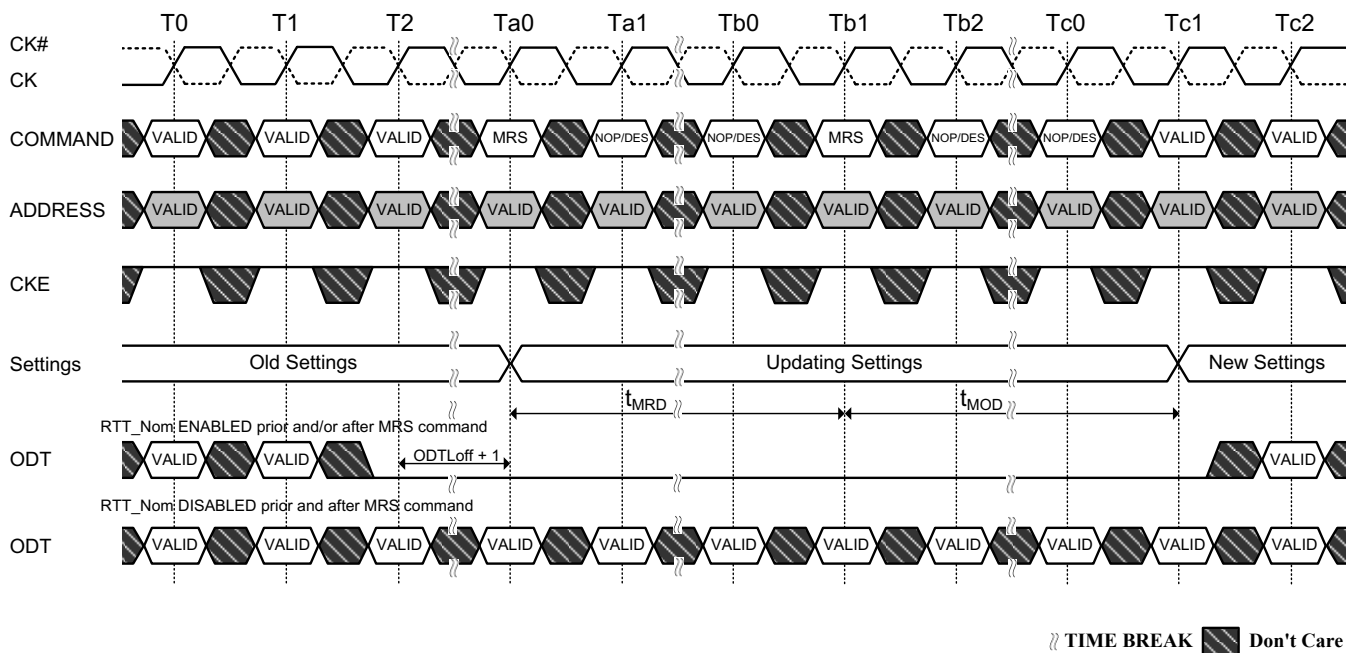 T0 T1 T2 Ta0 Ta1 Tb0 Tb1 Tb2 Tc0 Tc1 Tc2
CK#
CK
COMMAND VALID VALID VALID MRS NOP/DES NOP/DES MRS NOP/DES NOP/DES VALID VALID
ADDRESS VALID VALID VALID VALID VALID VALID VALID VALID VALID VALID VALID
CKE
Settings Old Settings Updating Settings New Settings
tMRD tMOD
RTT_Nom ENABLED prior and/or after MRS command
ODT VALID VALID ODTLoff + 1 VALID
RTT_Nom DISABLED prior and after MRS command
ODT VALID VALID VALID VALID VALID VALID VALID VALID VALID VALID VALID
TIME BREAK Don't Care